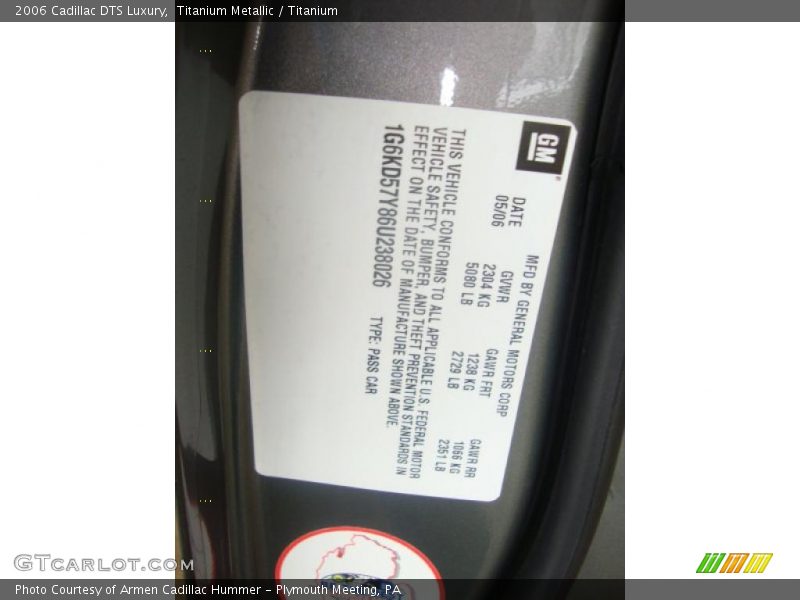 2006 Cadillac DTS Luxury, Titanium Metallic / Titanium
GM
MFD BY GENERAL MOTORS CORP
DATE GVWR GAWR FRT GAWR RR
05/06 2304 KG 1238 KG 1066 KG
5080 LB 2729 LB 2351 LB
THIS VEHICLE CONFORMS TO ALL APPLICABLE U.S. FEDERAL MOTOR
VEHICLE SAFETY, BUMPER, AND THEFT PREVENTION STANDARDS IN
EFFECT ON THE DATE OF MANUFACTURE SHOWN ABOVE.
1G6KD57Y86U238026 TYPE: PASS CAR
GTCarLot.com
Photo Courtesy of Armen Cadillac Hummer - Plymouth Meeting, PA